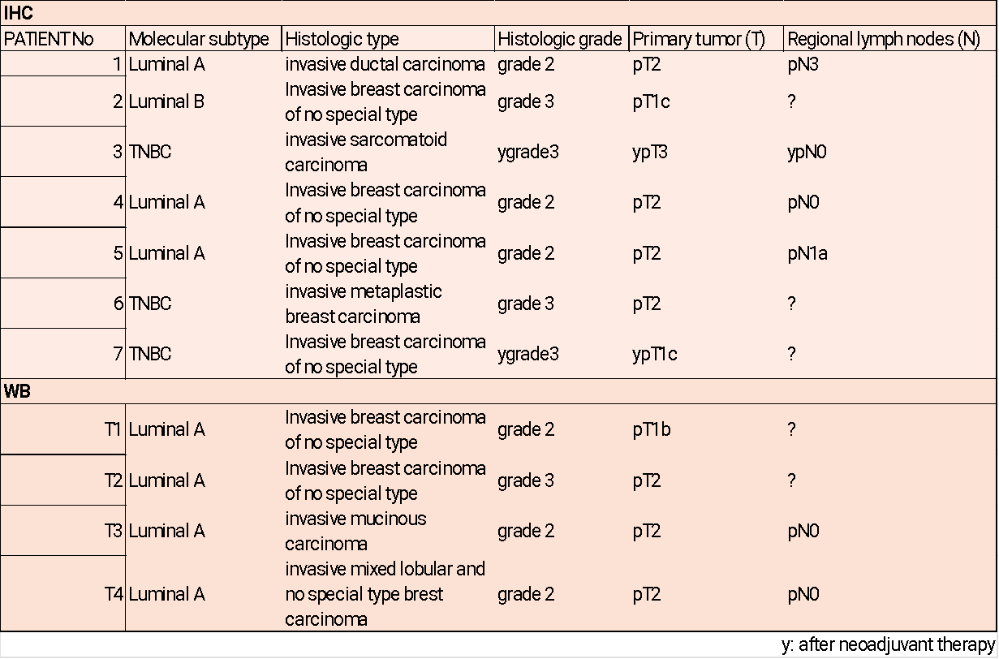 IHC
PATIENT No Molecular subtype Histologic type Histologic grade Primary tumor (T) Regional lymph nodes (N)
1 Luminal A invasive ductal carcinoma grade 2 pT2 pN3
2 Luminal B Invasive breast carcinoma of no special type grade 3 pT1c ?
3 TNBC invasive sarcomatoid carcinoma ygrade3 ypT3 ypN0
4 Luminal A Invasive breast carcinoma of no special type grade 2 pT2 pN0
5 Luminal A Invasive breast carcinoma of no special type grade 2 pT2 pN1a
6 TNBC invasive metaplastic breast carcinoma grade 3 pT2 ?
7 TNBC Invasive breast carcinoma of no special type ygrade3 ypT1c ?
WB
T1 Luminal A Invasive breast carcinoma of no special type grade 2 pT1b ?
T2 Luminal A Invasive breast carcinoma of no special type grade 3 pT2 ?
T3 Luminal A invasive mucinous carcinoma grade 2 pT2 pN0
T4 Luminal A invasive mixed lobular and no special type brest carcinoma grade 2 pT2 pN0
y: after neoadjuvant therapy